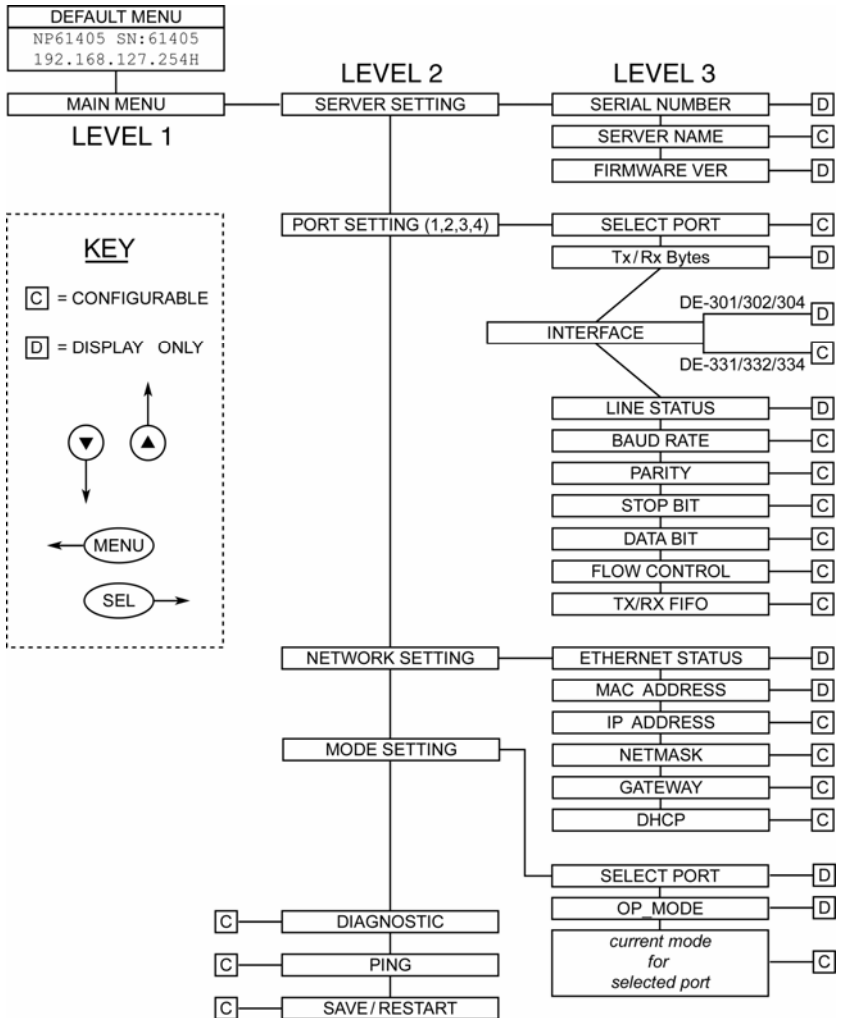 DEFAULT MENU
NP61405 SN:61405
192.168.127.254H
LEVEL 2
LEVEL 3
MAIN MENU
SERVER SETTING
SERIAL NUMBER
D
LEVEL 1
SERVER NAME
C
FIRMWARE VER
D
PORT SETTING (1,2,3,4)
SELECT PORT
C
Tx/Rx Bytes
D
KEY
C = CONFIGURABLE
D = DISPLAY ONLY
MENU
SEL
INTERFACE
DE-301/302/304
D
C
DE-331/332/334
LINE STATUS
D
BAUD RATE
C
PARITY
C
STOP BIT
C
DATA BIT
C
FLOW CONTROL
C
TX/RX FIFO
C
NETWORK SETTING
ETHERNET STATUS
D
MAC ADDRESS
D
IP ADDRESS
C
MODE SETTING
NETMASK
C
GATEWAY
C
DHCP
C
SELECT PORT
D
OP_MODE
D
current mode
for
selected port
C
C
DIAGNOSTIC
C
PING
C
SAVE/RESTART